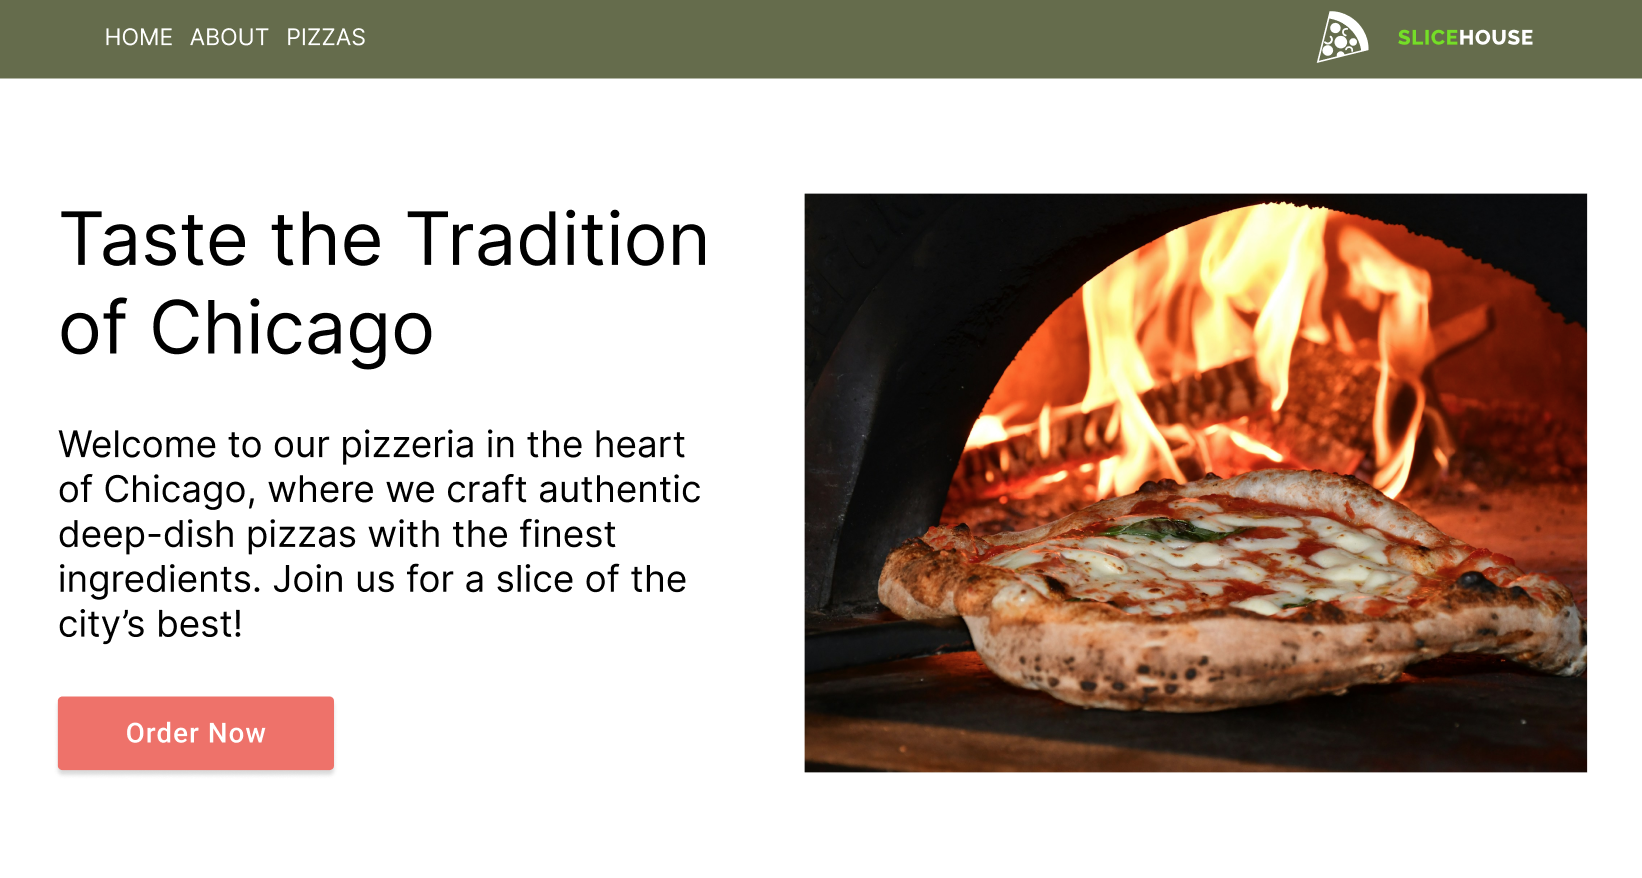 HOME ABOUT PIZZAS
SLICEHOUSE
Taste the Tradition
of Chicago
Welcome to our pizzeria in the heart
of Chicago, where we craft authentic
deep-dish pizzas with the finest
ingredients. Join us for a slice of the
city’s best!
Order Now